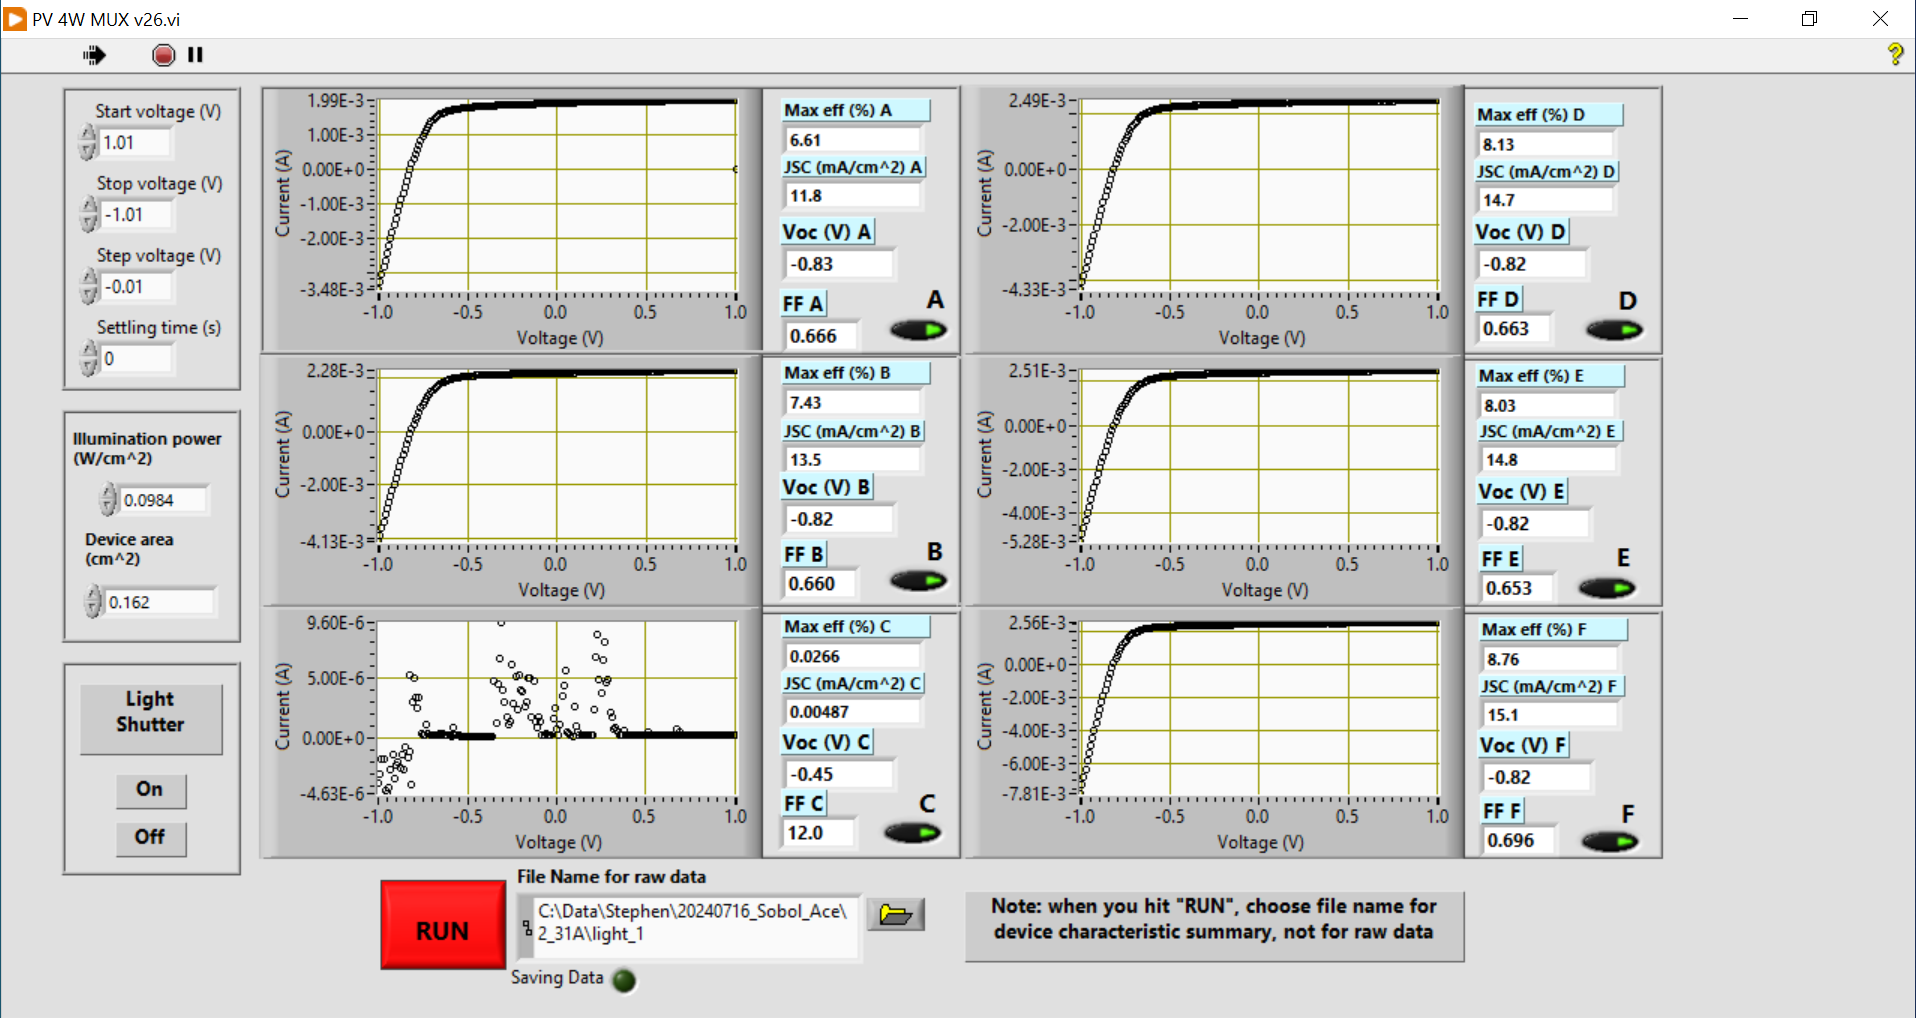 PV 4W MUX v26.vi
Start voltage (V)
1.01
Stop voltage (V)
-1.01
Step voltage (V)
-0.01
Settling time (s)
0
Illumination power
(W/cm^2)
0.0984
Device area
(cm^2)
0.162
Light
Shutter
On
Off
Current (A)
1.99E-3
1.00E-3
0.00E+0
-1.00E-3
-2.00E-3
-3.48E-3
-1.0 -0.5 0.0 0.5 1.0
Voltage (V)
Max eff (%) A
6.61
JSC (mA/cm^2) A
11.8
Voc (V) A
-0.83
FF A
0.666
A
Current (A)
2.49E-3
0.00E+0
-2.00E-3
-4.33E-3
-1.0 -0.5 0.0 0.5 1.0
Voltage (V)
Max eff (%) D
8.13
JSC (mA/cm^2) D
14.7
Voc (V) D
-0.82
FF D
0.663
D
Current (A)
2.28E-3
0.00E+0
-2.00E-3
-4.13E-3
-1.0 -0.5 0.0 0.5 1.0
Voltage (V)
Max eff (%) B
7.43
JSC (mA/cm^2) B
13.5
Voc (V) B
-0.82
FF B
0.660
B
Current (A)
2.51E-3
0.00E+0
-2.00E-3
-4.00E-3
-5.28E-3
-1.0 -0.5 0.0 0.5 1.0
Voltage (V)
Max eff (%) E
8.03
JSC (mA/cm^2) E
14.8
Voc (V) E
-0.82
FF E
0.653
E
Current (A)
9.60E-6
5.00E-6
0.00E+0
-4.63E-6
-1.0 -0.5 0.0 0.5 1.0
Voltage (V)
Max eff (%) C
0.0266
JSC (mA/cm^2) C
0.00487
Voc (V) C
-0.45
FF C
12.0
C
Current (A)
2.56E-3
0.00E+0
-2.00E-3
-4.00E-3
-6.00E-3
-7.81E-3
-1.0 -0.5 0.0 0.5 1.0
Voltage (V)
Max eff (%) F
8.76
JSC (mA/cm^2) F
15.1
Voc (V) F
-0.82
FF F
0.696
F
RUN
File Name for raw data
C:\Data\Stephen\20240716_Sobol_Ace\
2_31A\light_1
Saving Data
Note: when you hit "RUN", choose file name for
device characteristic summary, not for raw data